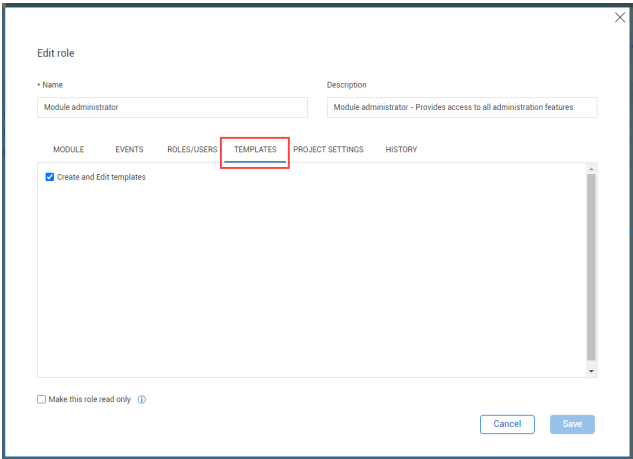 Edit role
* Name
Description
Module administrator
Module administrator - Provides access to all administration features
MODULE EVENTS ROLES/USERS TEMPLATES PROJECT SETTINGS HISTORY
Create and Edit templates
Make this role read only
Cancel Save